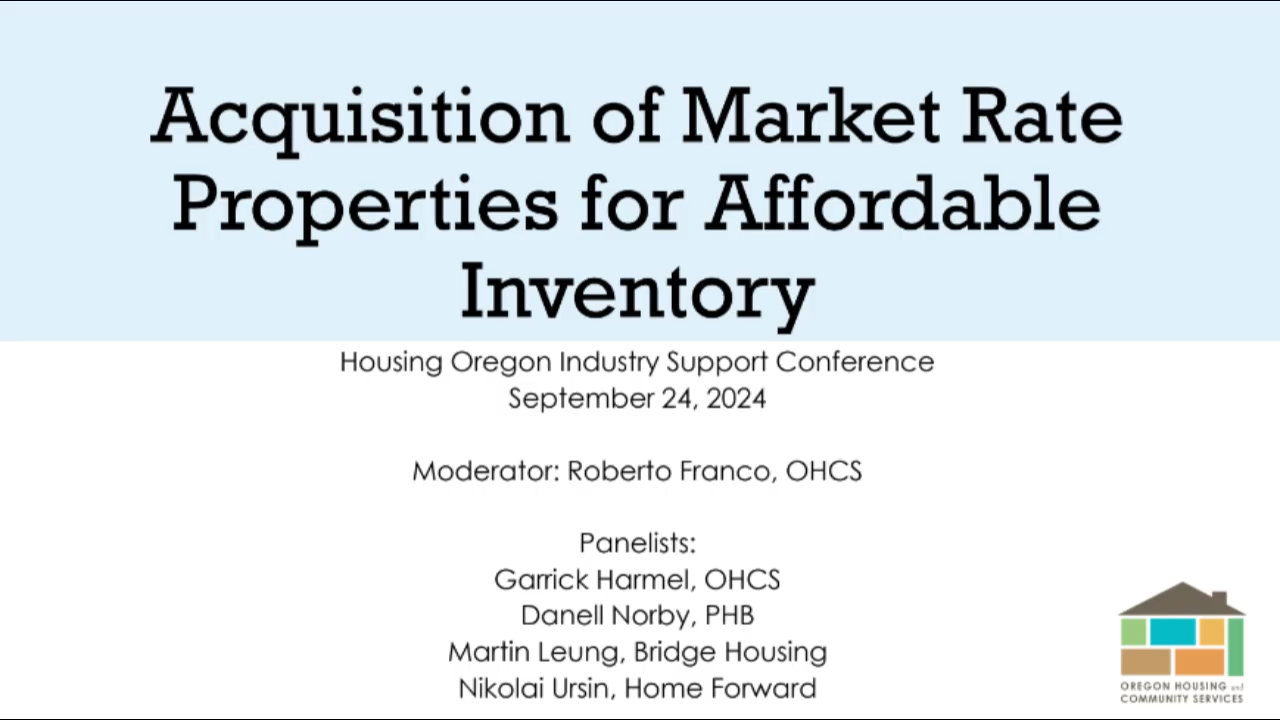 Acquisition of Market Rate
Properties for Affordable
Inventory
Housing Oregon Industry Support Conference
September 24, 2024
Moderator: Roberto Franco, OHCS
Panelists:
Garrick Harmel, OHCS
Danell Norby, PHB
Martin Leung, Bridge Housing
Nikolai Ursin, Home Forward
OREGON HOUSING and
COMMUNITY SERVICES